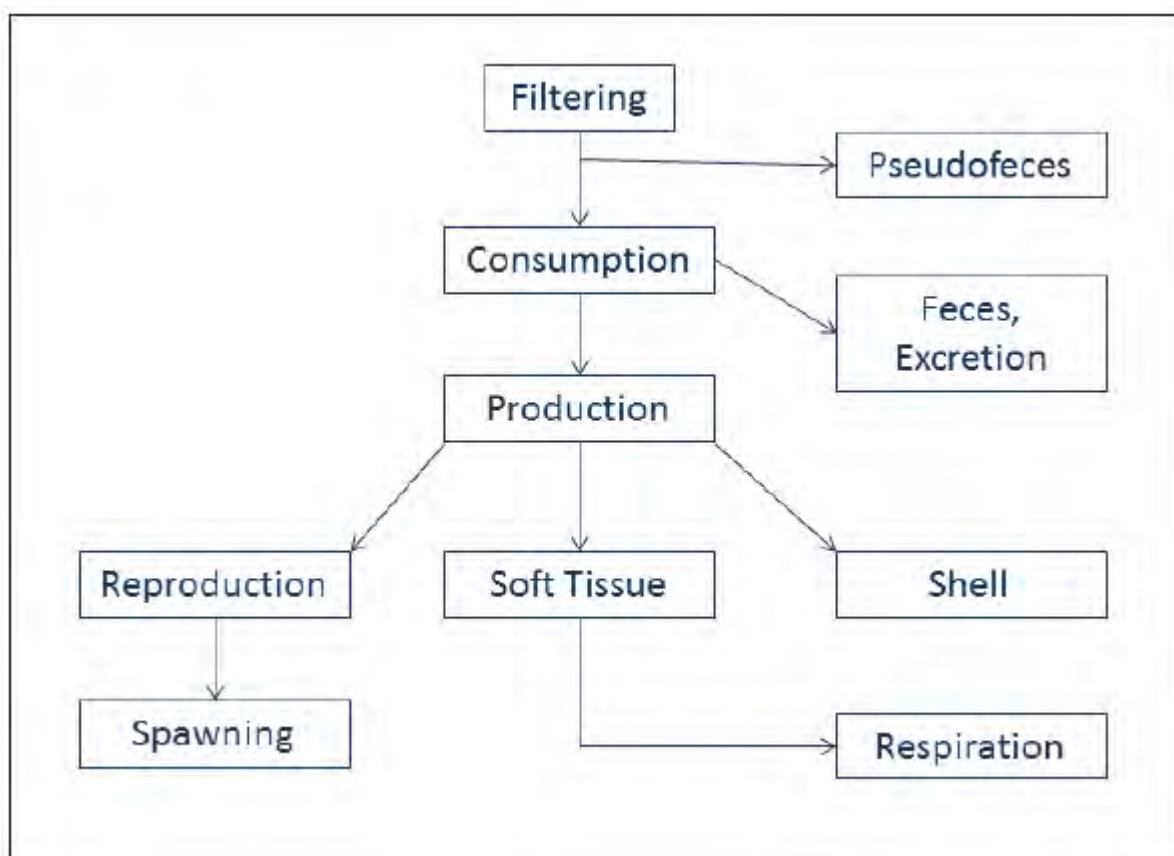 Filtering
Pseudofeces
Consumption
Feces,
Excretion
Production
Reproduction
Soft Tissue
Shell
Spawning
Respiration